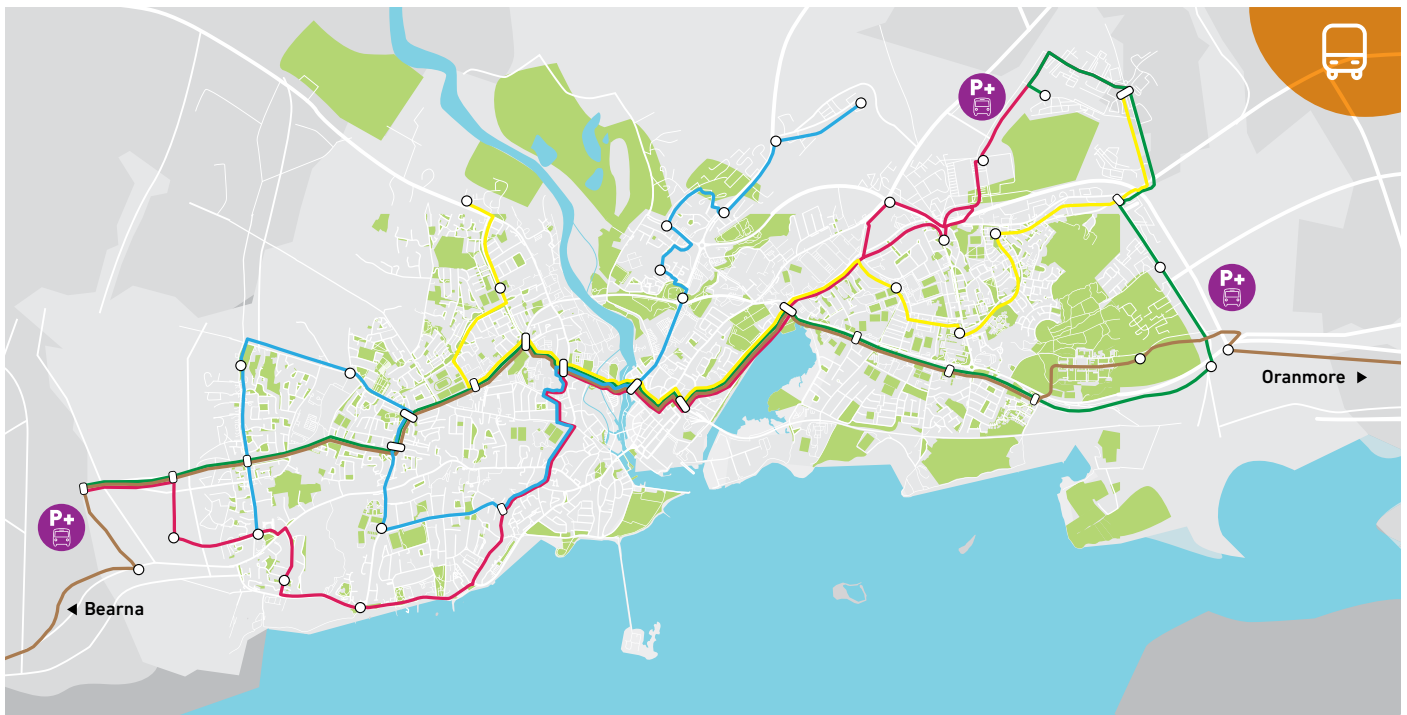 P+
P+
Oranmore ►
P+
◄ Bearna